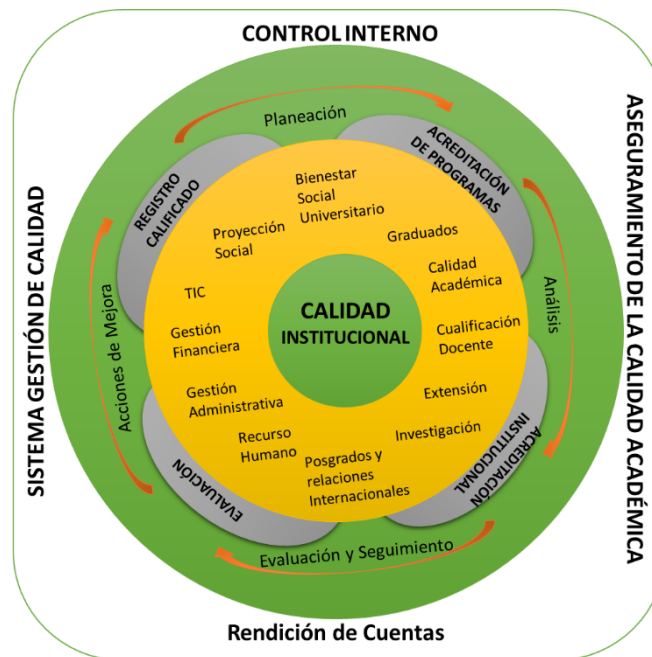 CONTROL INTERNO
Planeación
ACREDITACIÓN
DE PROGRAMAS
REGISTRO
CALIFICADO
Bienestar
Social
Universitario
Proyección
Social
Graduados
TIC
Calidad
Académica
CALIDAD
INSTITUCIONAL
Gestión
Financiera
Cualificación
Docente
Gestión
Administrativa
Extensión
Recurso
Humano
Investigación
Posgrados y
relaciones
Internacionales
Análisis
Acciones de Mejora
SISTEMA GESTIÓN DE CALIDAD
ASEGURAMIENTO DE LA CALIDAD ACADÉMICA
EVALUACIÓN
ACREDITACIÓN
INSTITUCIONAL
Evaluación y Seguimiento
Rendición de Cuentas